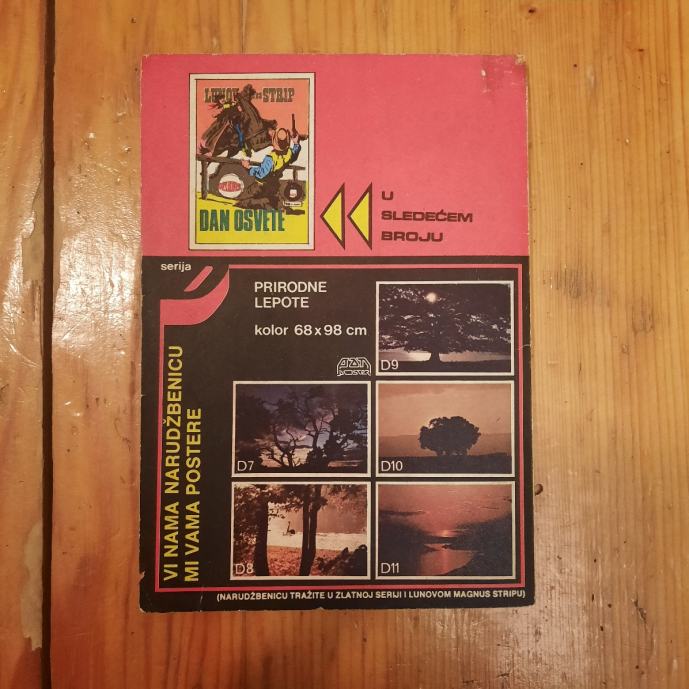 LUNOV STRIP
DAN OSVETE
U
SLEDEĆEM
BROJU
serija
PRIRODNE
LEPOTE
kolor 68 x 98 cm
D9
D7
D10
D8
D11
VI NAMA NARUDŽBENICU
MI VAMA POSTERE
(NARUDŽBENICU TRAŽITE U ZLATNOJ SERIJI I LUNOVOM MAGNUS STRIPU)